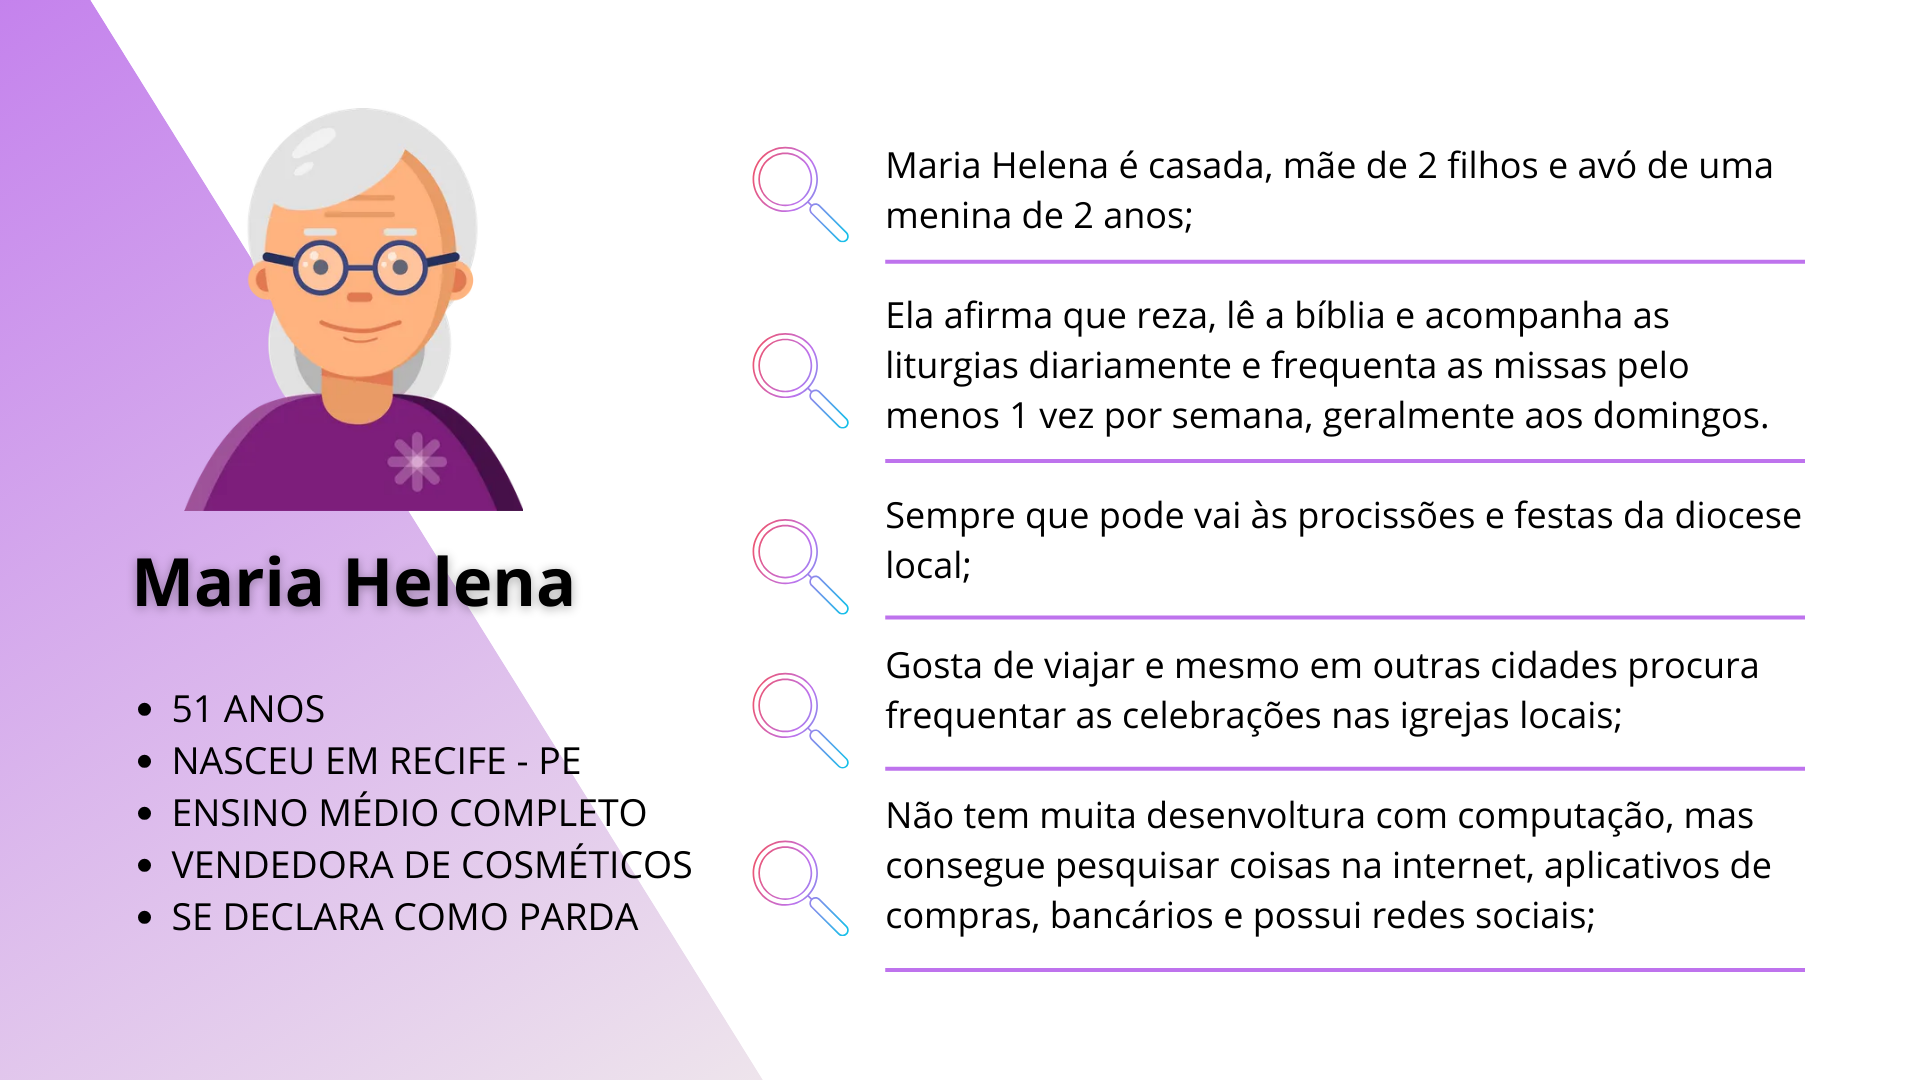 Maria Helena
• 51 ANOS
• NASCEU EM RECIFE - PE
• ENSINO MÉDIO COMPLETO
• VENDEDORA DE COSMÉTICOS
• SE DECLARA COMO PARDA
Maria Helena é casada, mãe de 2 filhos e avó de uma
menina de 2 anos;
Ela afirma que reza, lê a bíblia e acompanha as
liturgias diariamente e frequenta as missas pelo
menos 1 vez por semana, geralmente aos domingos.
Sempre que pode vai às procissões e festas da diocese
local;
Gosta de viajar e mesmo em outras cidades procura
frequentar as celebrações nas igrejas locais;
Não tem muita desenvoltura com computação, mas
consegue pesquisar coisas na internet, aplicativos de
compras, bancários e possui redes sociais;